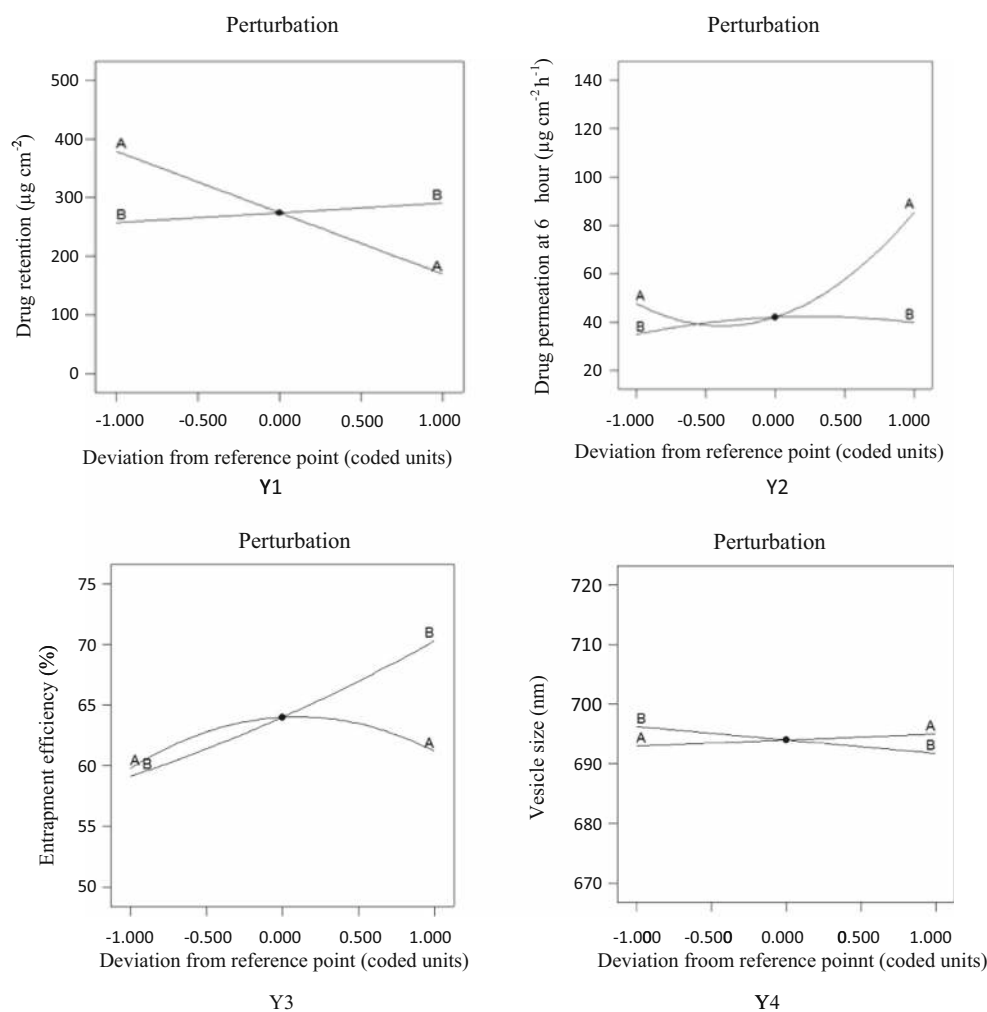 Perturbation
Drug retention (µg cm⁻²)
500
400
300
200
100
0
A
B
B
A
-1.000 -0.500 0.000 0.500 1.000
Deviation from reference point (coded units)
Y1
Perturbation
Drug permeation at 6 hour (µg cm⁻² h⁻¹)
140
120
100
80
60
40
20
A
B
A
B
-1.000 -0.500 0.000 0.500 1.000
Deviation from reference point (coded units)
Y2
Perturbation
Entrapment efficiency (%)
75
70
65
60
55
50
A B
B
A
-1.000 -0.500 0.000 0.500 1.000
Deviation from reference point (coded units)
Y3
Perturbation
Vesicle size (nm)
720
710
700
690
680
670
B
A
A
B
-1.000 -0.500 0.000 0.500 1.000
Deviation froom reference poinnt (coded units)
Y4